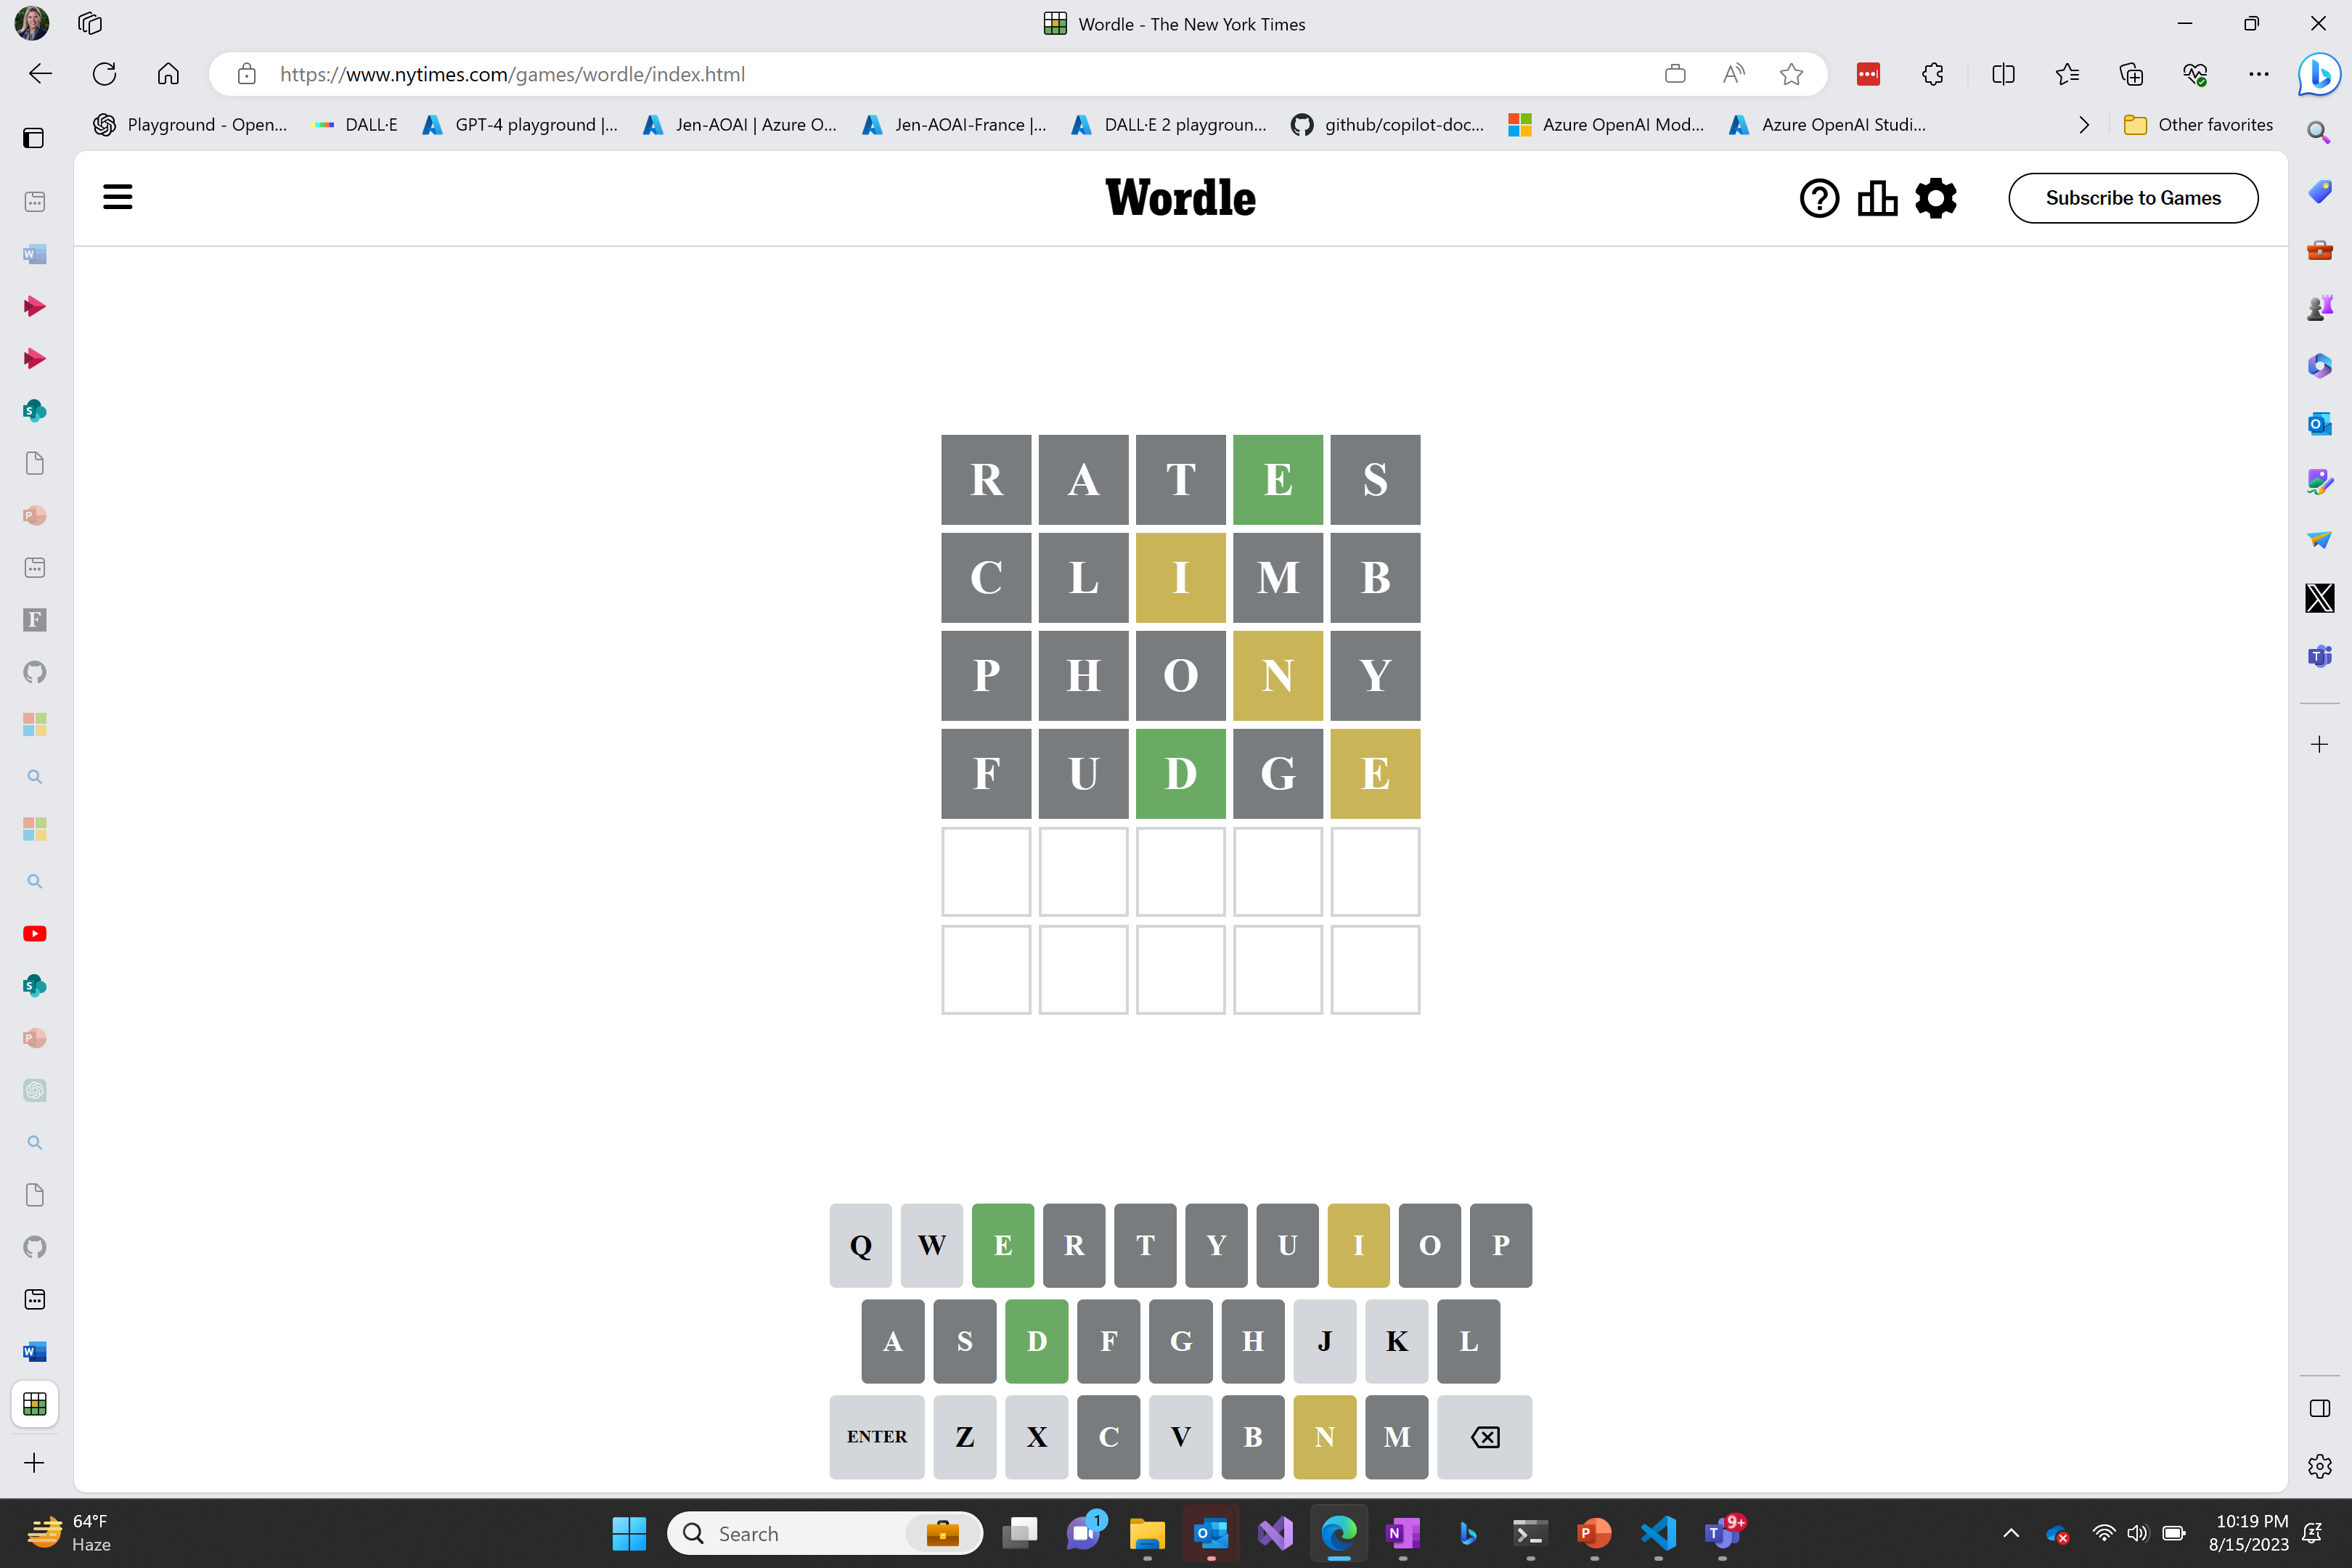 Wordle - The New York Times
https://www.nytimes.com/games/wordle/index.html
Playground - Open... DALL·E GPT-4 playground |... Jen-AOAI | Azure O... Jen-AOAI-France |... DALL·E 2 playgroun... github/copilot-doc... Azure OpenAI Mod... Azure OpenAI Studi... Other favorites
Wordle
Subscribe to Games
R A T E S
C L I M B
P H O N Y
F U D G E
Q W E R T Y U I O P
A S D F G H J K L
ENTER Z X C V B N M
64°F
Haze
Search
1
9+
10:19 PM
8/15/2023